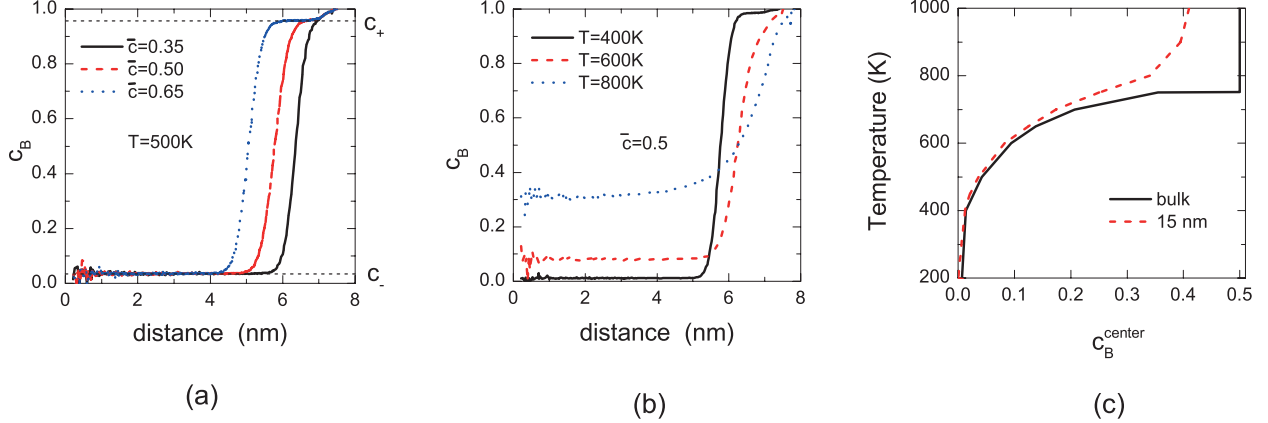 1.0
0.8
0.6
0.4
0.2
0.0
c_B
c̄=0.35
c̄=0.50
c̄=0.65
T=500K
c_+
c_-
0 2 4 6 8
distance (nm)
(a)
1.0
0.8
0.6
0.4
0.2
0.0
c_B
T=400K
T=600K
T=800K
c̄=0.5
0 2 4 6 8
distance (nm)
(b)
1000
800
600
400
200
Temperature (K)
bulk
15 nm
0.0 0.1 0.2 0.3 0.4 0.5
c_B^center
(c)